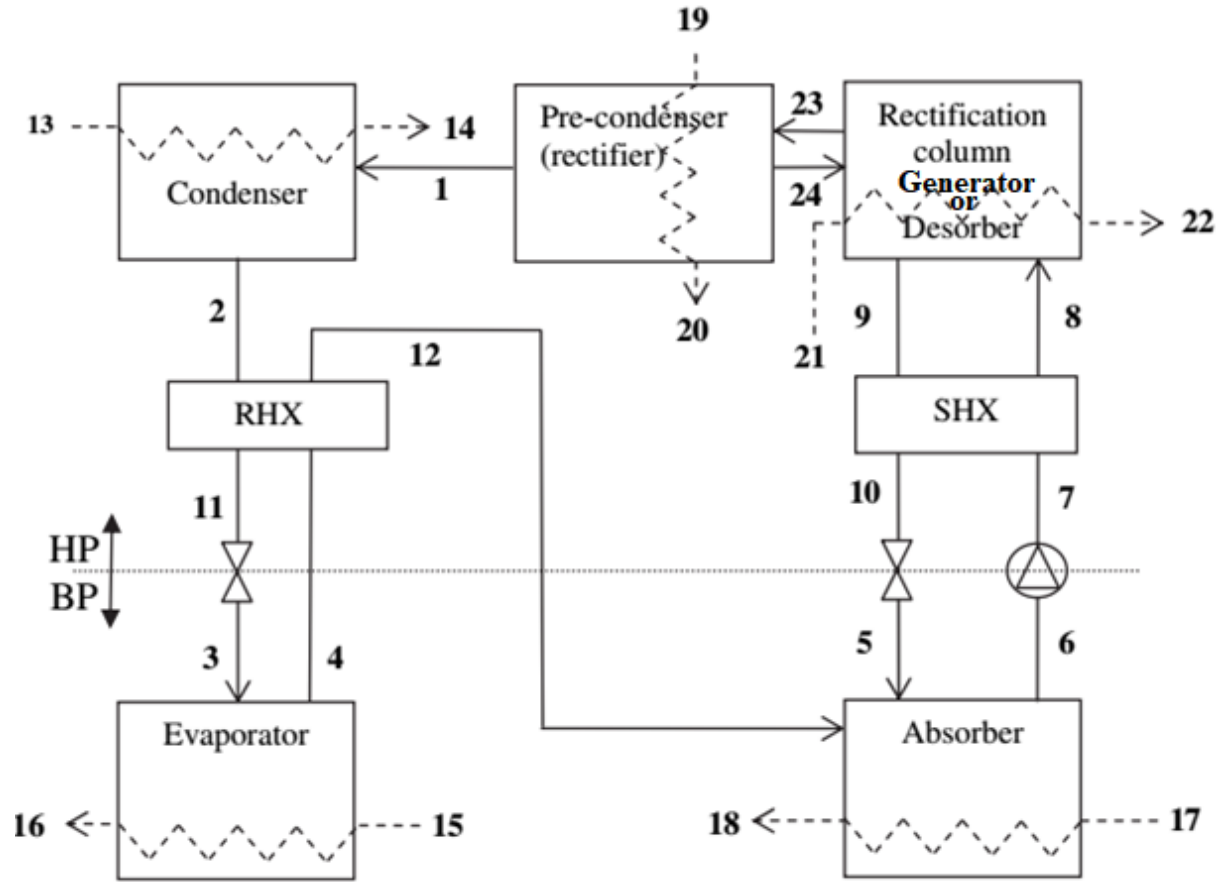 19
13
14
Condenser
1
Pre-condenser
(rectifier)
20
23
24
Rectification
column
Generator
or
Desorber
22
21
2
12
9
8
RHX
SHX
11
10
7
HP
BP
3
4
5
6
Evaporator
16
15
Absorber
18
17